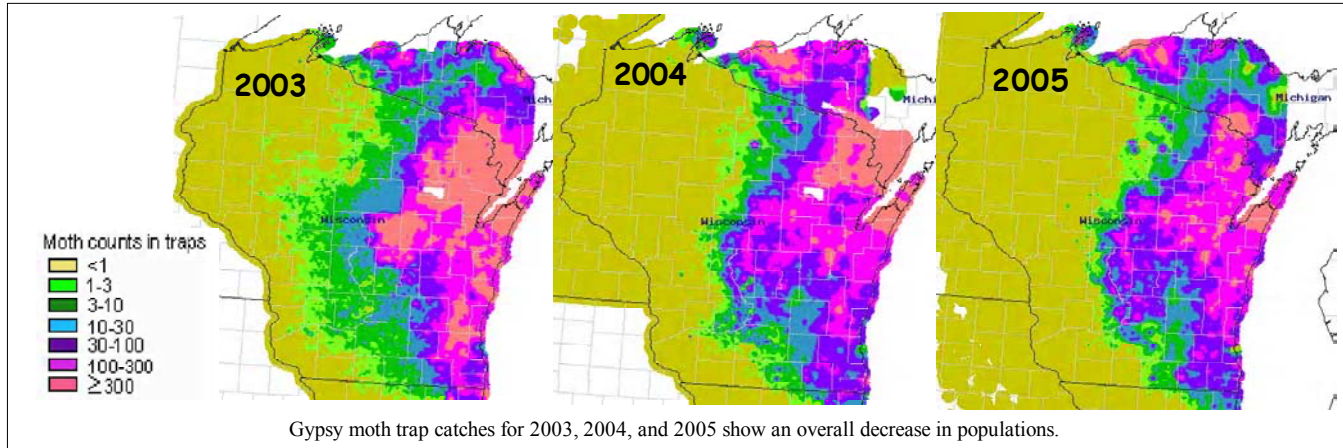 2003
2004
2005
Michi
Michigan
Wisconsin
Wisconsin
Wisconsin
Moth counts in traps
<1
1-3
3-10
10-30
30-100
100-300
≥300
Gypsy moth trap catches for 2003, 2004, and 2005 show an overall decrease in populations.